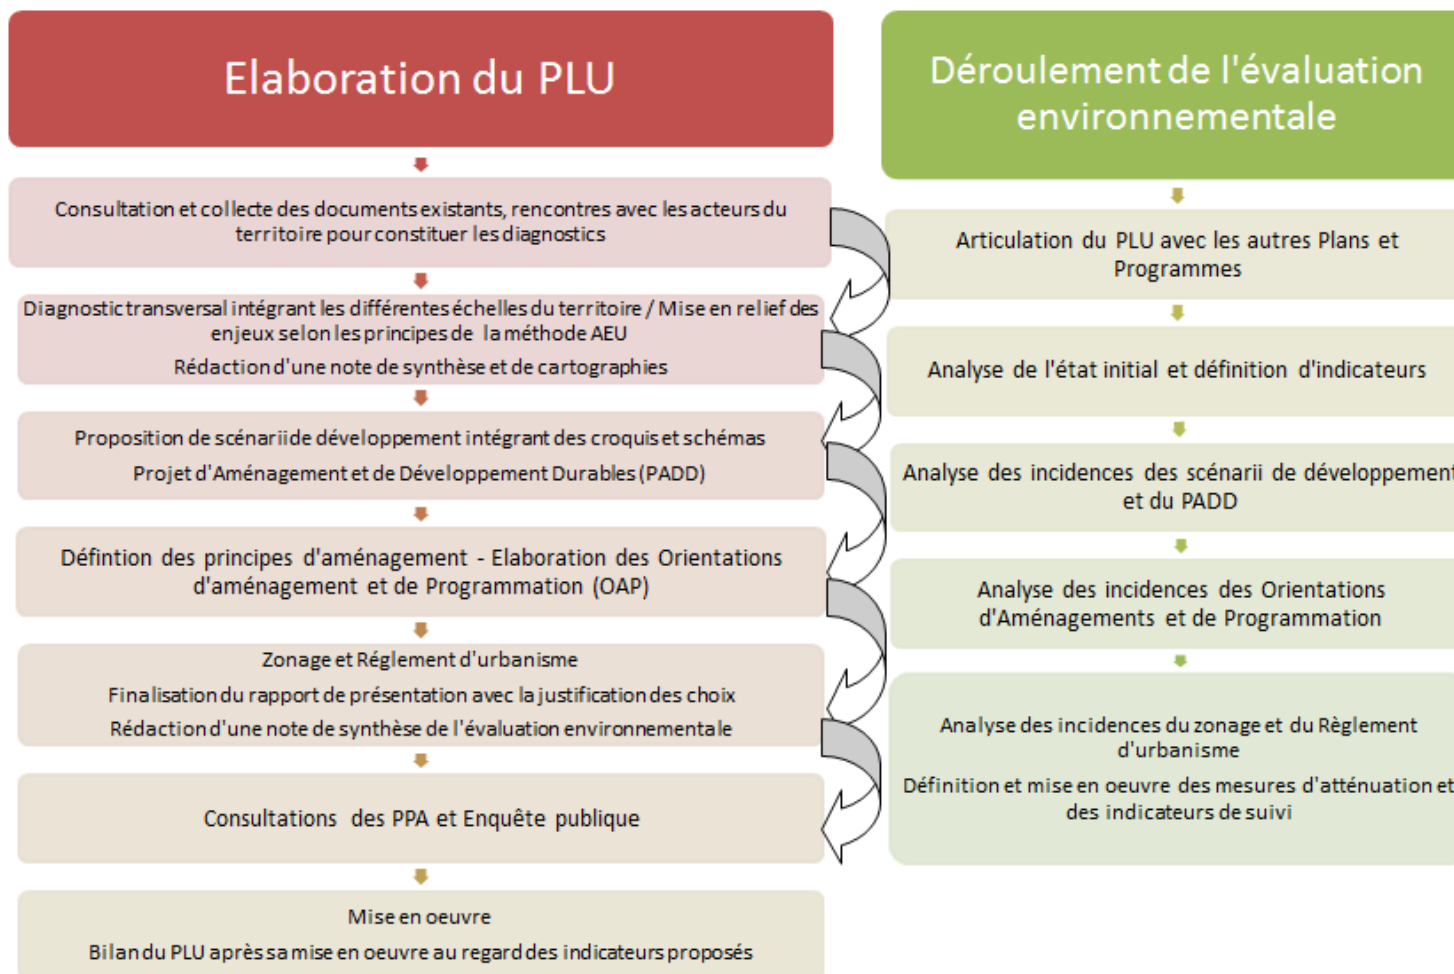 Elaboration du PLU
Consultation et collecte des documents existants, rencontres avec les acteurs du
territoire pour constituer les diagnostics
Diagnostic transversal intégrant les différentes échelles du territoire / Mise en relief des
enjeux selon les principes de la méthode AEU
Rédaction d'une note de synthèse et de cartographies
Proposition de scénarii de développement intégrant des croquis et schémas
Projet d'Aménagement et de Développement Durables (PADD)
Défintion des principes d'aménagement - Elaboration des Orientations
d'aménagement et de Programmation (OAP)
Zonage et Réglement d'urbanisme
Finalisation du rapport de présentation avec la justification des choix
Rédaction d'une note de synthèse de l'évaluation environnementale
Consultations des PPA et Enquête publique
Mise en oeuvre
Bilan du PLU après sa mise en oeuvre au regard des indicateurs proposés
Déroulement de l'évaluation
environnementale
Articulation du PLU avec les autres Plans et
Programmes
Analyse de l'état initial et définition d'indicateurs
Analyse des incidences des scénarii de développement
et du PADD
Analyse des incidences des Orientations
d'Aménagements et de Programmation
Analyse des incidences du zonage et du Règlement
d'urbanisme
Définition et mise en oeuvre des mesures d'atténuation et
des indicateurs de suivi